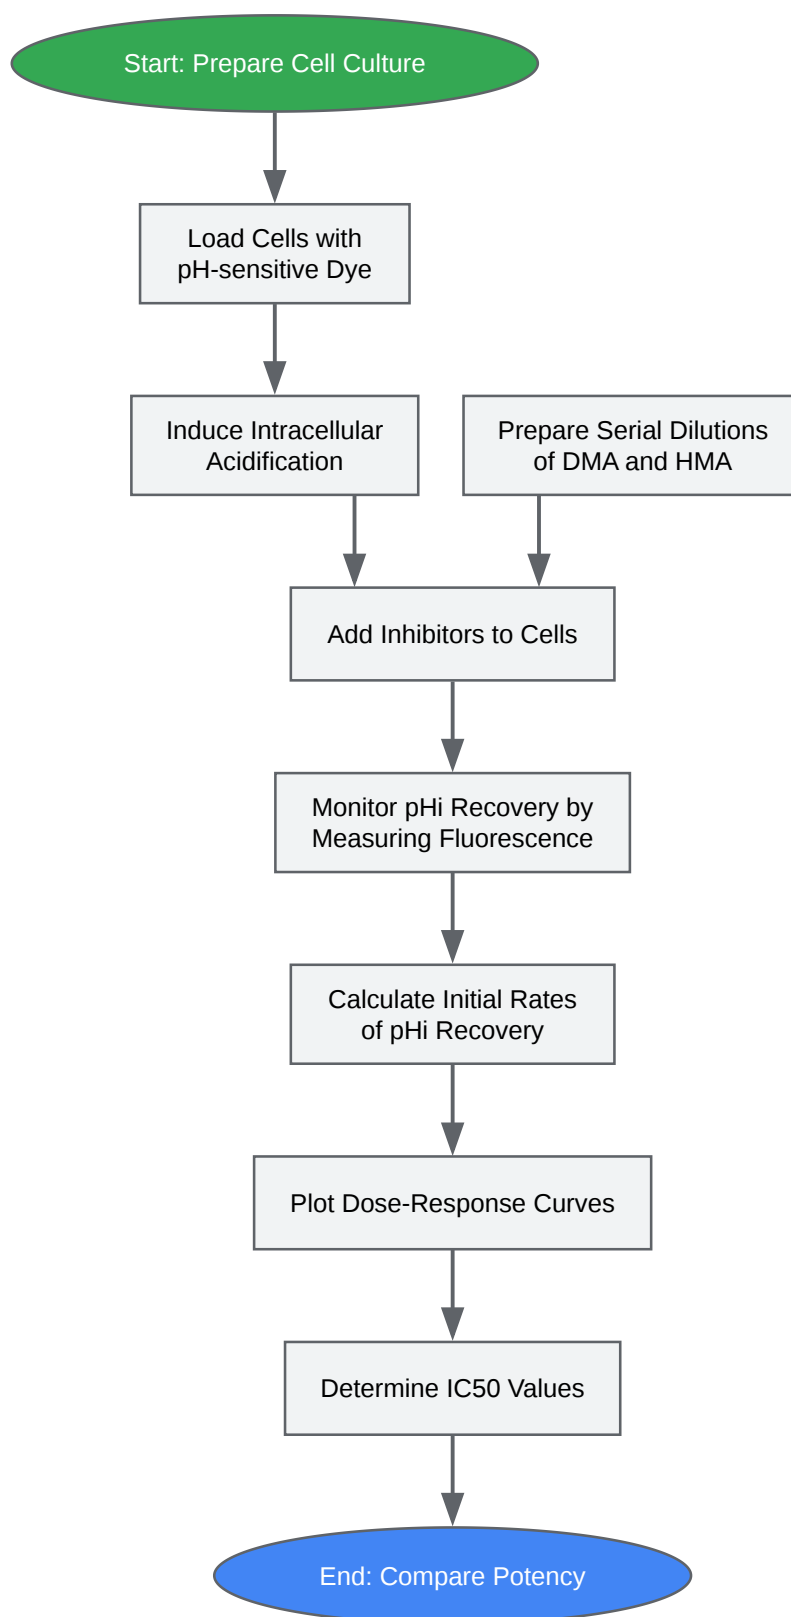 Start: Prepare Cell Culture
Load Cells with
pH-sensitive Dye
Induce Intracellular
Acidification
Prepare Serial Dilutions
of DMA and HMA
Add Inhibitors to Cells
Monitor pHi Recovery by
Measuring Fluorescence
Calculate Initial Rates
of pHi Recovery
Plot Dose-Response Curves
Determine IC50 Values
End: Compare Potency